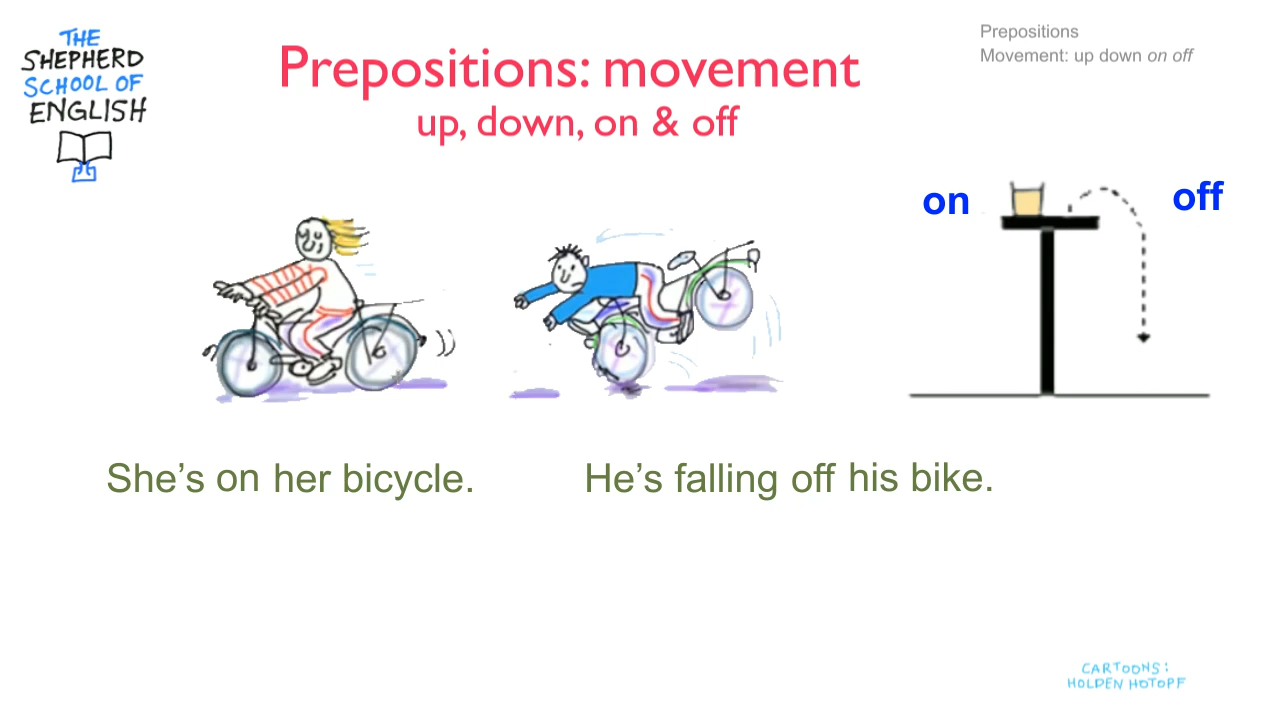 THE
SHEPHERD
SCHOOL OF
ENGLISH
Prepositions: movement
up, down, on & off
Prepositions
Movement: up down on off
on
off
She’s on her bicycle.
He’s falling off his bike.
CARTOONS:
HOLDEN HOTOPF